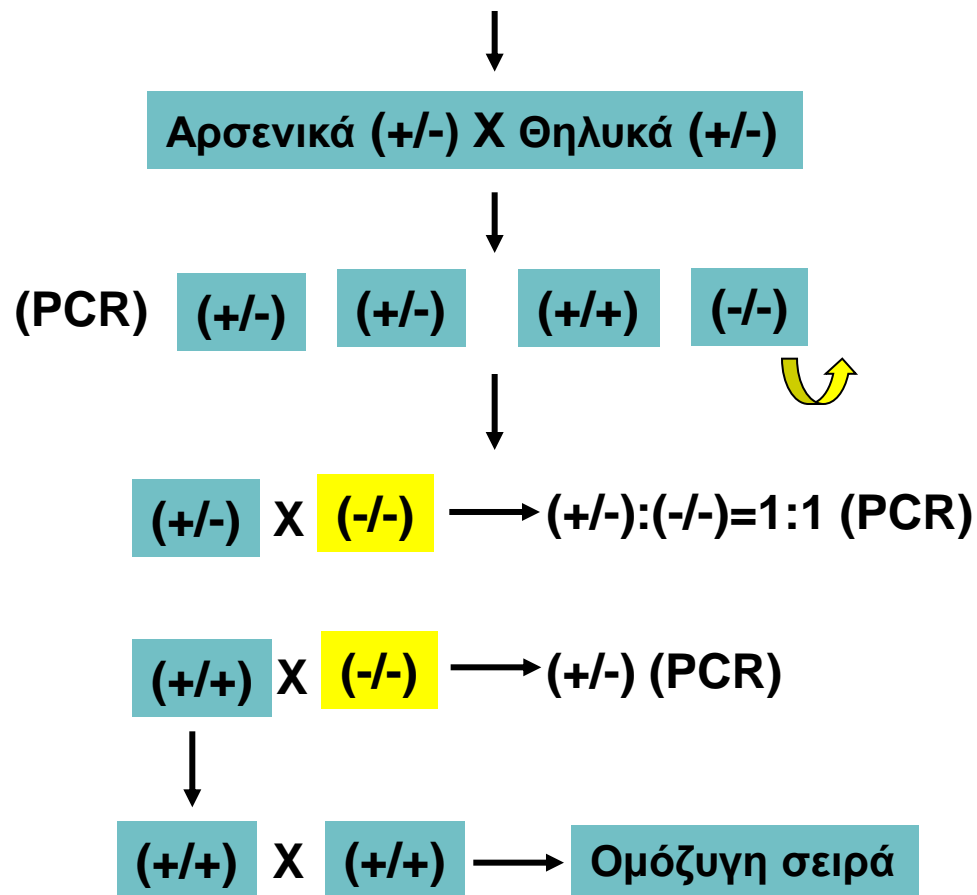 Αρσενικά (+/-) X Θηλυκά (+/-)
(PCR) (+/-) (+/-) (+/+) (-/-)
(+/-) X (-/-) (+/-):(-/-)=1:1 (PCR)
(+/+) X (-/-) (+/-) (PCR)
(+/+) X (+/+) Ομόζυγη σειρά